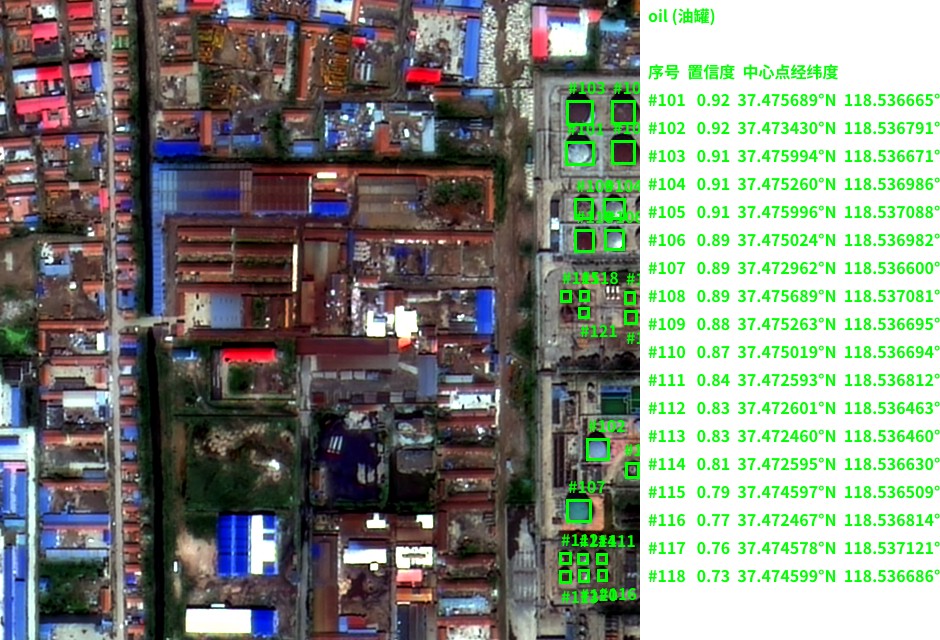 oil (油罐)
序号 置信度 中心点经纬度
#101 0.92 37.475689°N 118.536665°
#102 0.92 37.473430°N 118.536791°
#103 0.91 37.475994°N 118.536671°
#104 0.91 37.475260°N 118.536986°
#105 0.91 37.475996°N 118.537088°
#106 0.89 37.475024°N 118.536982°
#107 0.89 37.472962°N 118.536600°
#108 0.89 37.475689°N 118.537081°
#109 0.88 37.475263°N 118.536695°
#110 0.87 37.475019°N 118.536694°
#111 0.84 37.472593°N 118.536812°
#112 0.83 37.472601°N 118.536463°
#113 0.83 37.472460°N 118.536460°
#114 0.81 37.472595°N 118.536630°
#115 0.79 37.474597°N 118.536509°
#116 0.77 37.472467°N 118.536814°
#117 0.76 37.474578°N 118.537121°
#118 0.73 37.474599°N 118.536686°
#103
#121
#102
#107